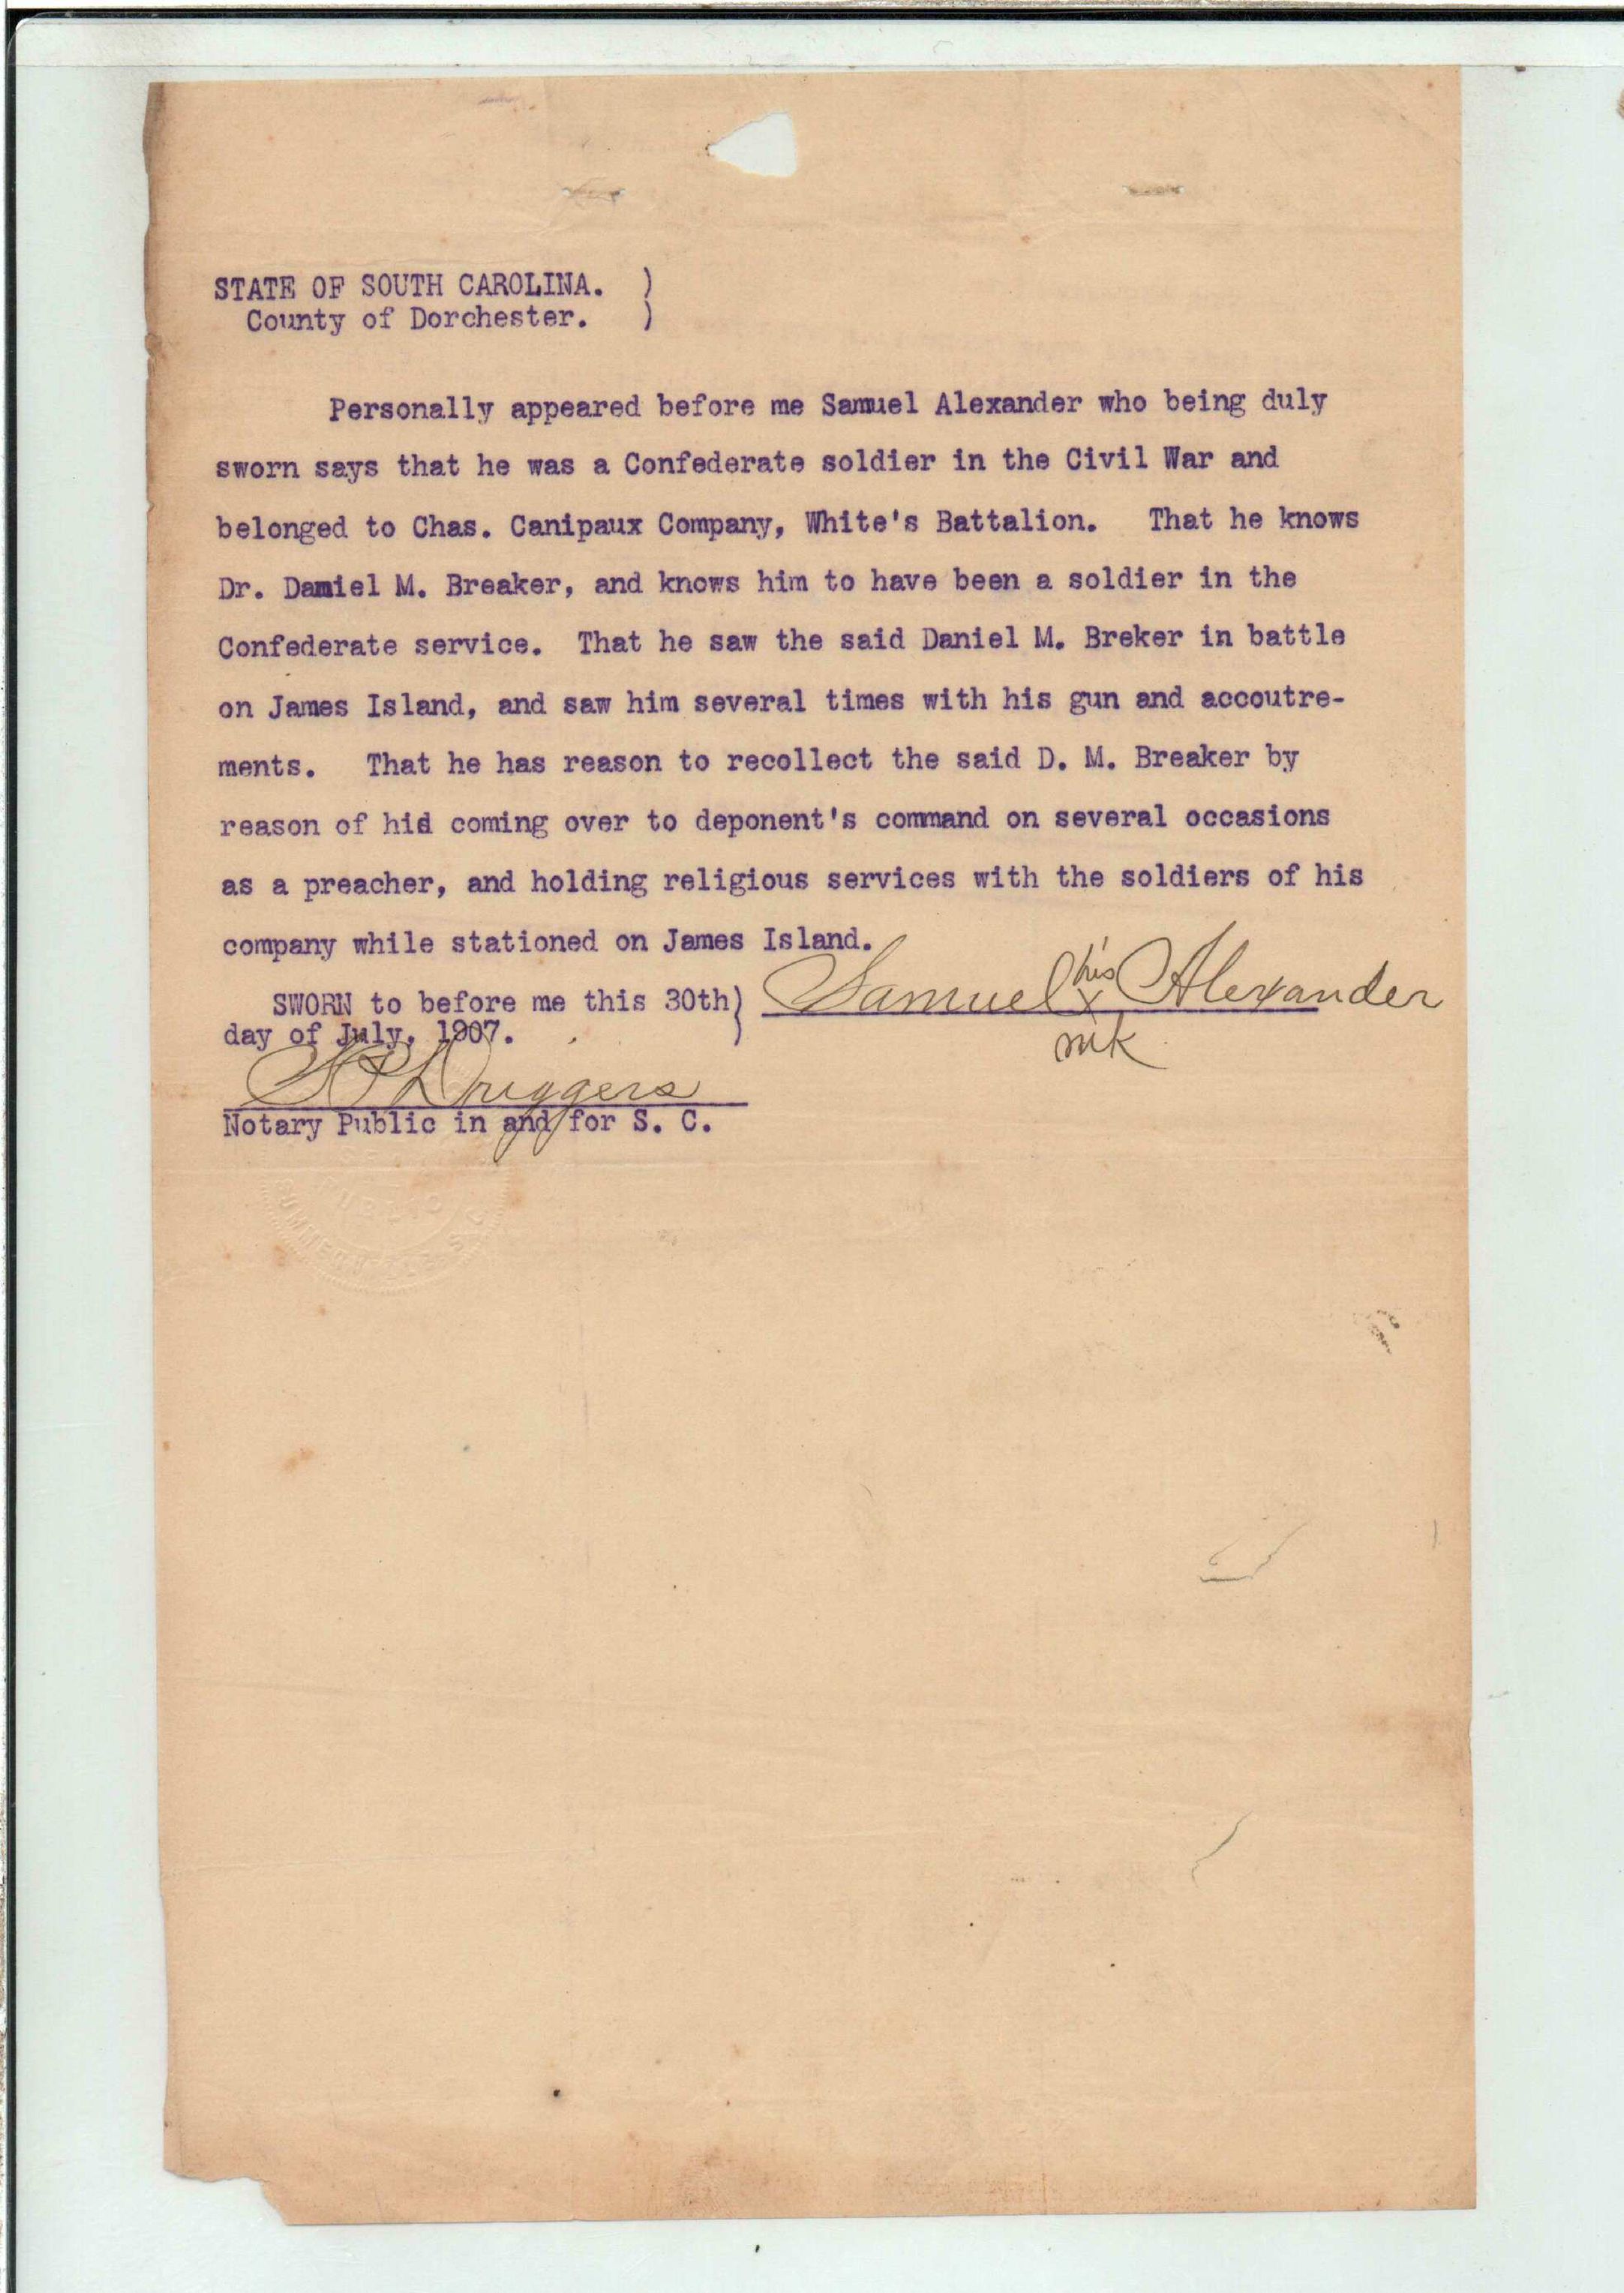 STATE OF SOUTH CAROLINA. )
County of Dorchester. )
Personally appeared before me Samuel Alexander who being duly
sworn says that he was a Confederate soldier in the Civil War and
belonged to Chas. Canipaux Company, White's Battalion. That he knows
Dr. Daniel M. Breaker, and knows him to have been a soldier in the
Confederate service. That he saw the said Daniel M. Breker in battle
on James Island, and saw him several times with his gun and accoutre-
ments. That he has reason to recollect the said D. M. Breaker by
reason of his coming over to deponent's command on several occasions
as a preacher, and holding religious services with the soldiers of his
company while stationed on James Island.
his
SWORN to before me this 30th) Samuel x Alexander
day of July, 1907. )
mk
Driggers
Notary Public in and for S. C.
PUBLIC
SUMMERVILLE S.C.